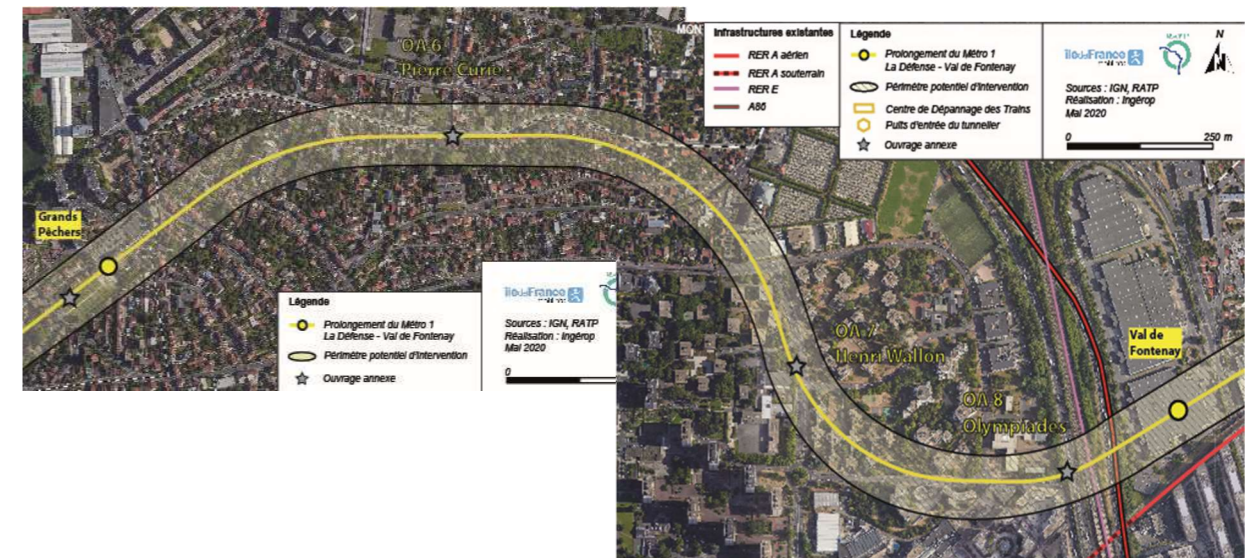 OA 6
Pierre Curie
Grands
Pêchers
Légende
Prolongement du Métro 1
La Défense - Val de Fontenay
Périmètre potentiel d'intervention
Ouvrage annexe
îledeFrance
Sources : IGN, RATP
Réalisation : Ingérop
Mai 2020
0
Infrastructures existantes
RER A aérien
RER A souterrain
RER E
A86
Légende
Prolongement du Métro 1
La Défense - Val de Fontenay
Périmètre potentiel d'intervention
Centre de Dépannage des Trains
Puits d'entrée du tunnelier
Ouvrage annexe
îledeFrance
N
Sources : IGN, RATP
Réalisation : Ingérop
Mai 2020
0 250 m
OA 7
Henri Wallon
OA 8
Olympiades
Val de
Fontenay